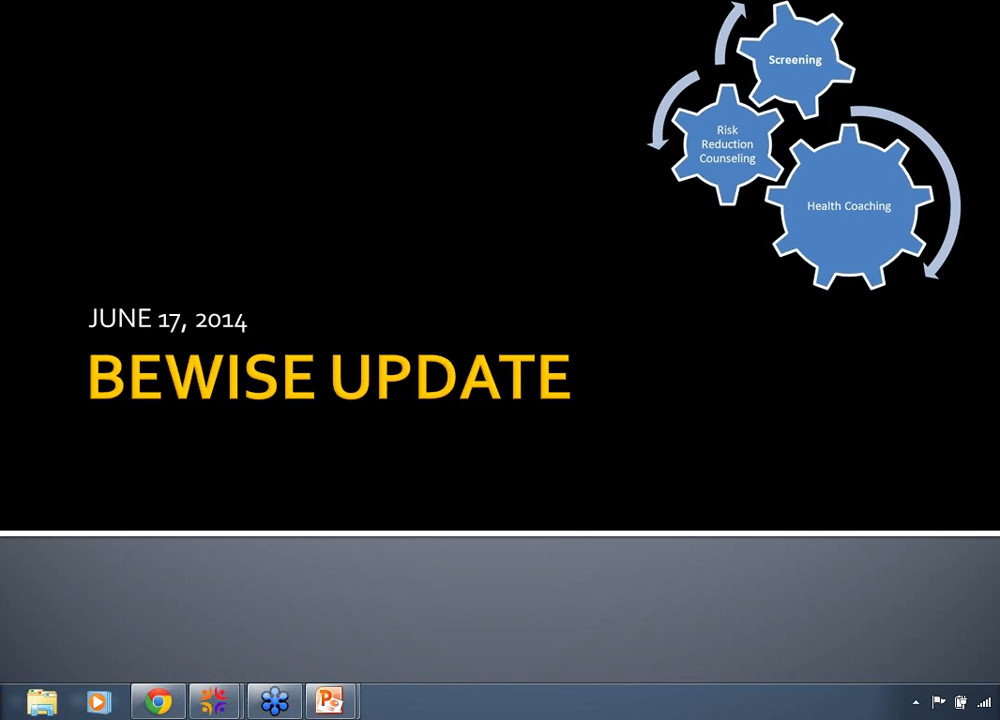 Screening
Risk
Reduction
Counseling
Health Coaching
JUNE 17, 2014
BEWISE UPDATE